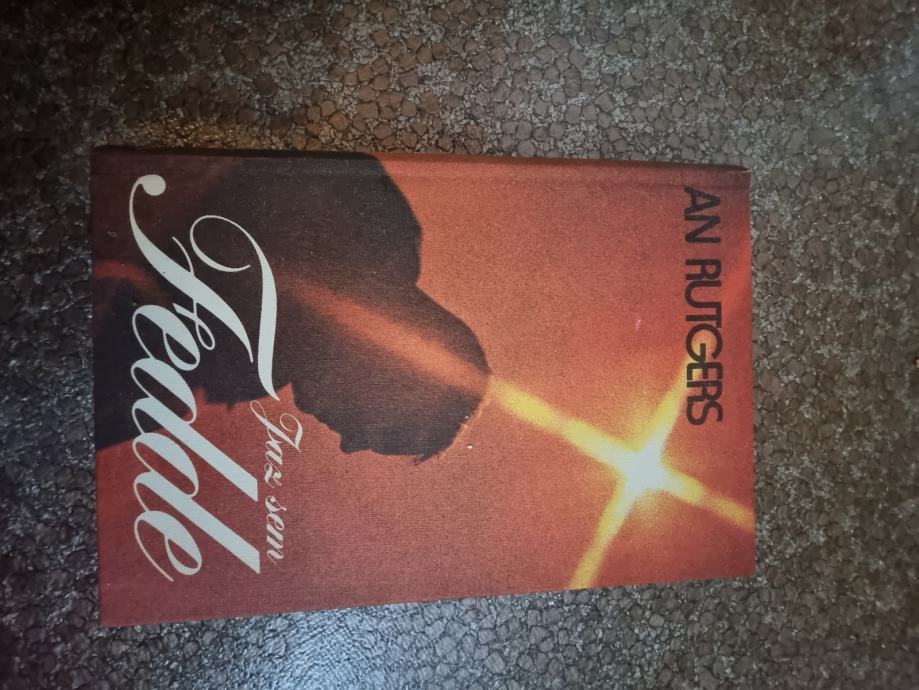 AN RUTGERS
Jaz sem
Fedde